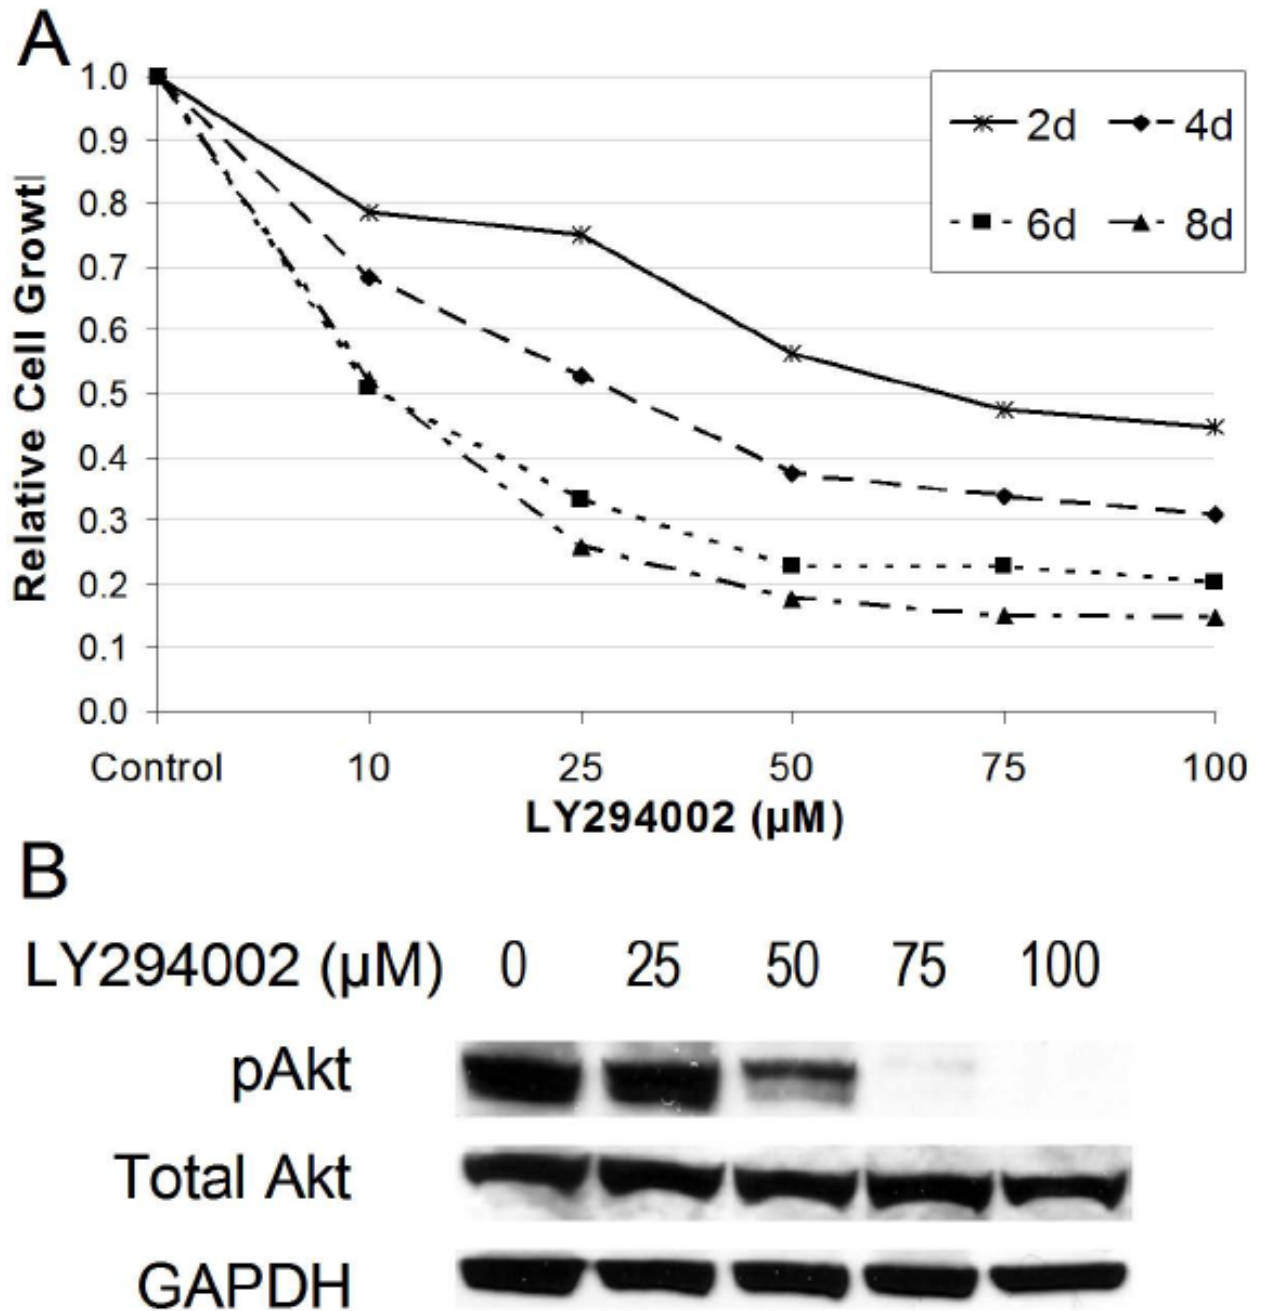 A
1.0
0.9
0.8
0.7
0.6
0.5
0.4
0.3
0.2
0.1
0.0
Relative Cell Growtl
2d 4d
6d 8d
Control 10 25 50 75 100
LY294002 (µM)
B
LY294002 (µM) 0 25 50 75 100
pAkt
Total Akt
GAPDH